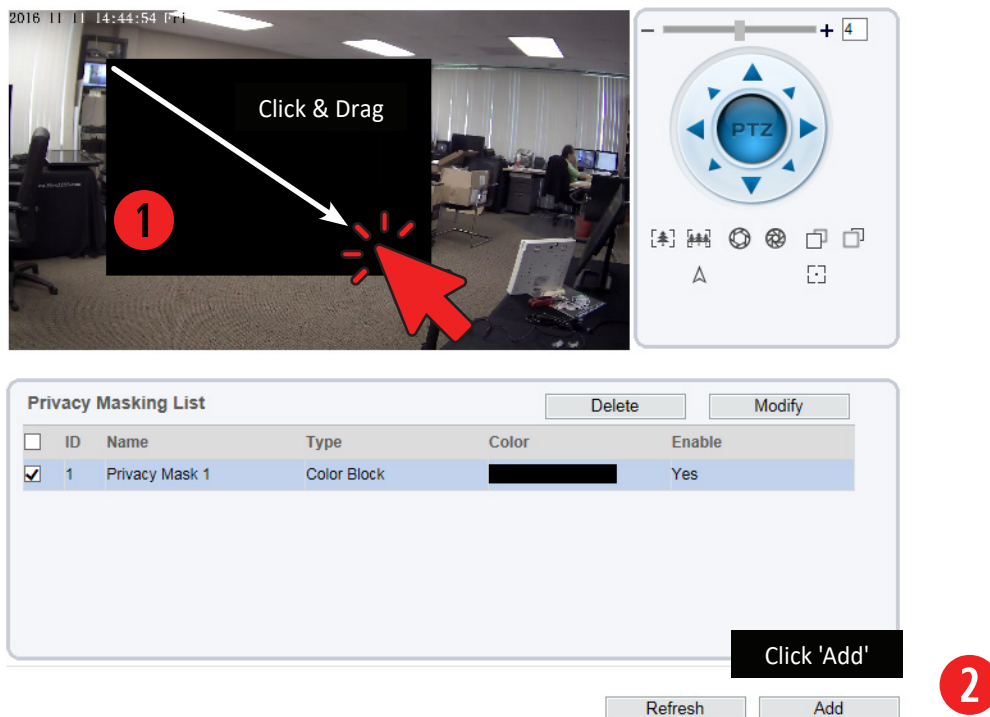 2016 11 11 14:44:54 Fri
- + 4
Click & Drag
PTZ
1
Privacy Masking List
Delete
Modify
ID Name Type Color Enable
1 Privacy Mask 1 Color Block Yes
Click 'Add'
2
Refresh
Add